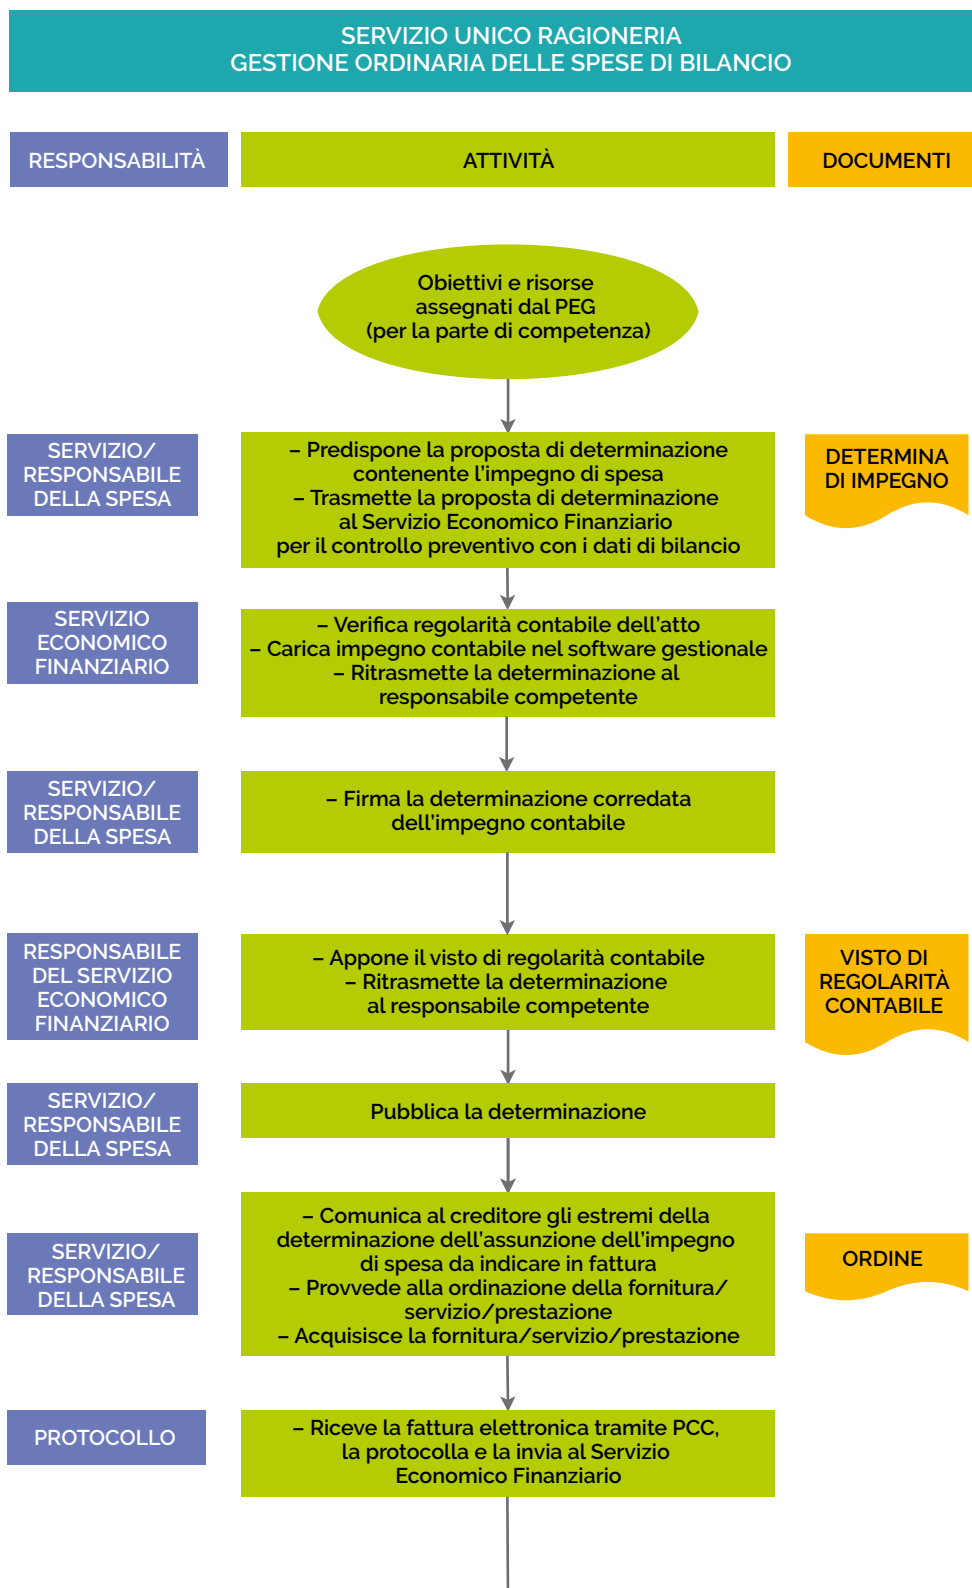 SERVIZIO UNICO RAGIONERIA
GESTIONE ORDINARIA DELLE SPESE DI BILANCIO
RESPONSABILITÀ
ATTIVITÀ
DOCUMENTI
Obiettivi e risorse
assegnati dal PEG
(per la parte di competenza)
SERVIZIO/
RESPONSABILE
DELLA SPESA
– Predispone la proposta di determinazione
contenente l'impegno di spesa
– Trasmette la proposta di determinazione
al Servizio Economico Finanziario
per il controllo preventivo con i dati di bilancio
DETERMINA
DI IMPEGNO
SERVIZIO
ECONOMICO
FINANZIARIO
– Verifica regolarità contabile dell'atto
– Carica impegno contabile nel software gestionale
– Ritrasmette la determinazione al
responsabile competente
SERVIZIO/
RESPONSABILE
DELLA SPESA
– Firma la determinazione corredata
dell'impegno contabile
RESPONSABILE
DEL SERVIZIO
ECONOMICO
FINANZIARIO
– Appone il visto di regolarità contabile
– Ritrasmette la determinazione
al responsabile competente
VISTO DI
REGOLARITÀ
CONTABILE
SERVIZIO/
RESPONSABILE
DELLA SPESA
Pubblica la determinazione
SERVIZIO/
RESPONSABILE
DELLA SPESA
– Comunica al creditore gli estremi della
determinazione dell'assunzione dell'impegno
di spesa da indicare in fattura
– Provvede alla ordinazione della fornitura/
servizio/prestazione
– Acquisisce la fornitura/servizio/prestazione
ORDINE
PROTOCOLLO
– Riceve la fattura elettronica tramite PCC,
la protocolla e la invia al Servizio
Economico Finanziario